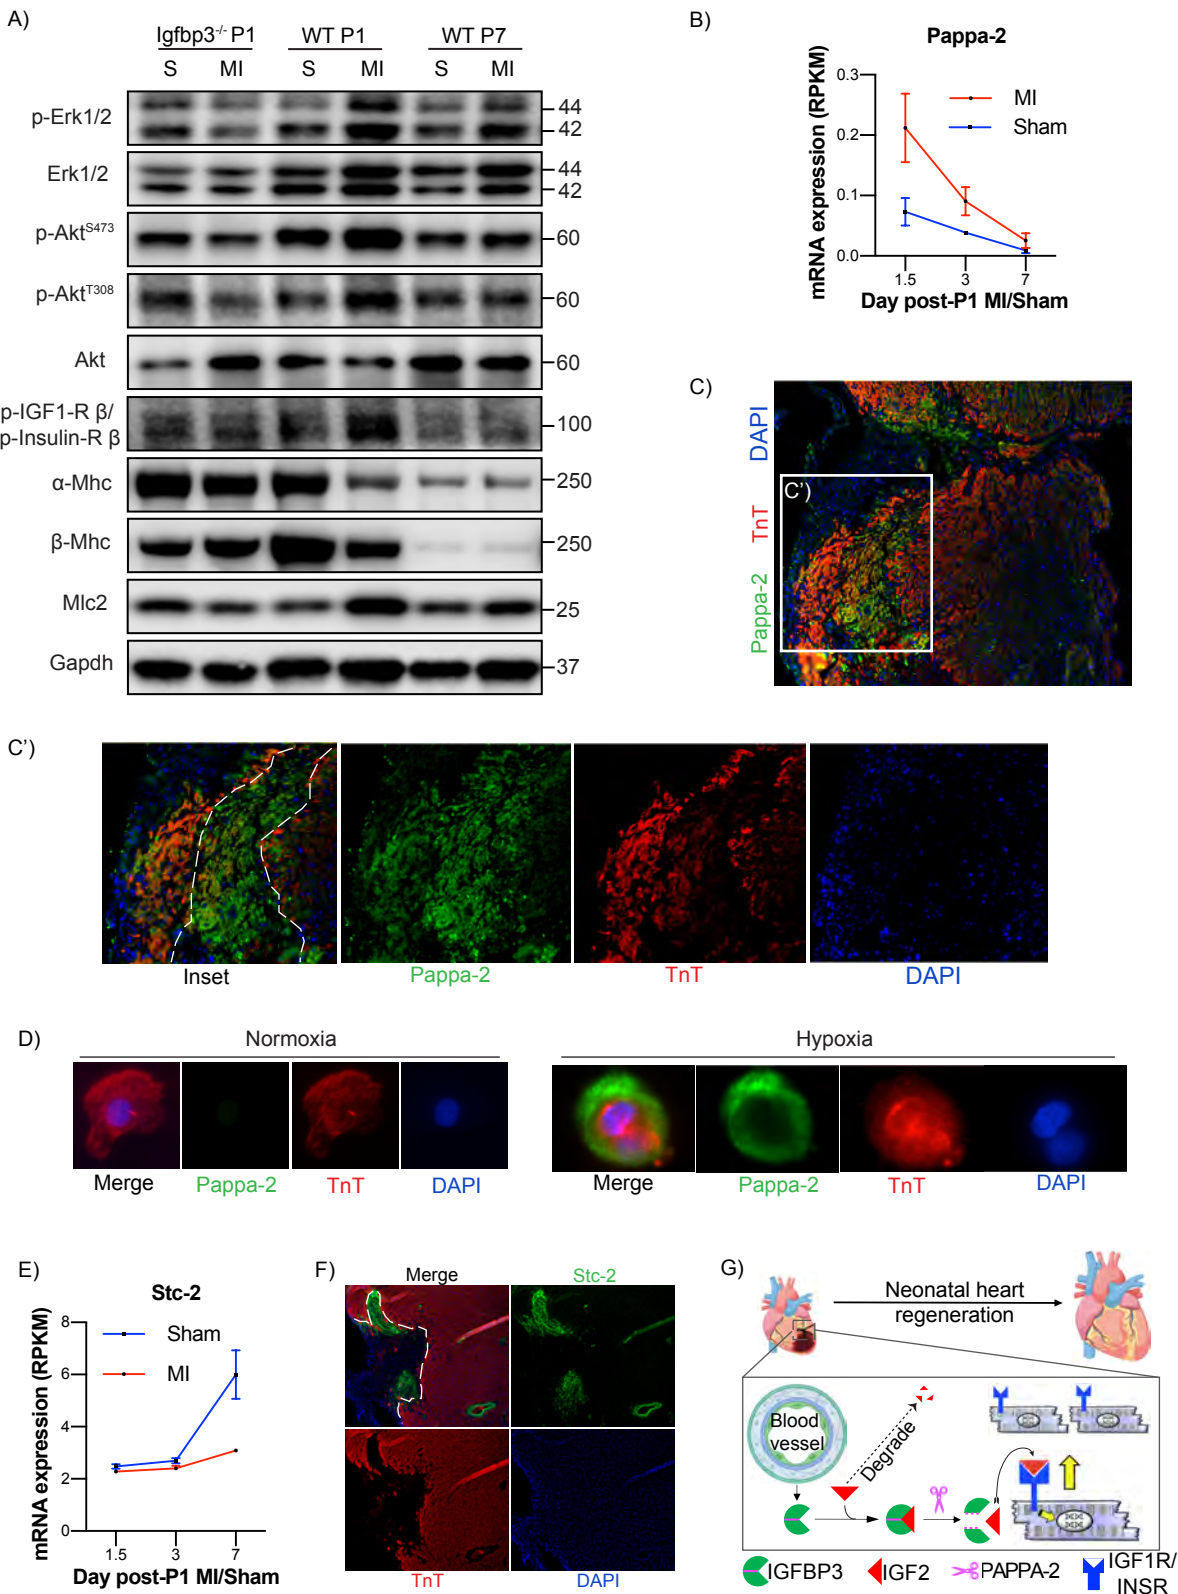 A)
Igfbp3-/- P1 WT P1 WT P7
S MI S MI S MI
p-Erk1/2
44
42
Erk1/2
44
42
p-AktS473
60
p-AktT308
60
Akt
60
p-IGF1-R β/
p-Insulin-R β
100
α-Mhc
250
β-Mhc
250
Mlc2
25
Gapdh
37
B)
Pappa-2
mRNA expression (RPKM)
0.3
0.2
0.1
0.0
MI
Sham
1.5 3 7
Day post-P1 MI/Sham
C)
Pappa-2 TnT DAPI
C')
C')
Inset
Pappa-2
TnT
DAPI
D)
Normoxia
Merge
Pappa-2
TnT
DAPI
Hypoxia
Merge
Pappa-2
TnT
DAPI
E)
Stc-2
mRNA expression (RPKM)
8
6
4
2
0
Sham
MI
1.5 3 7
Day post-P1 MI/Sham
F)
Merge
Stc-2
TnT
DAPI
G)
Neonatal heart
regeneration
Blood
vessel
Degrade
IGFBP3
IGF2
PAPPA-2
IGF1R/
INSR